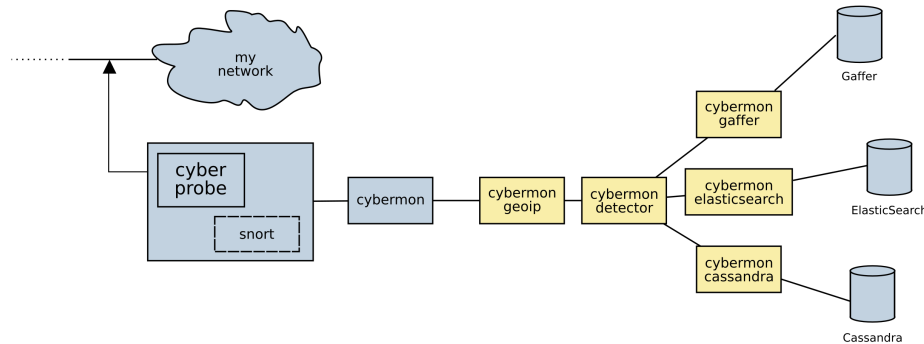 my
network
cyber
probe
snort
cybermon
cybermon
geoip
cybermon
detector
cybermon
gaffer
cybermon
elasticsearch
cybermon
cassandra
Gaffer
ElasticSearch
Cassandra